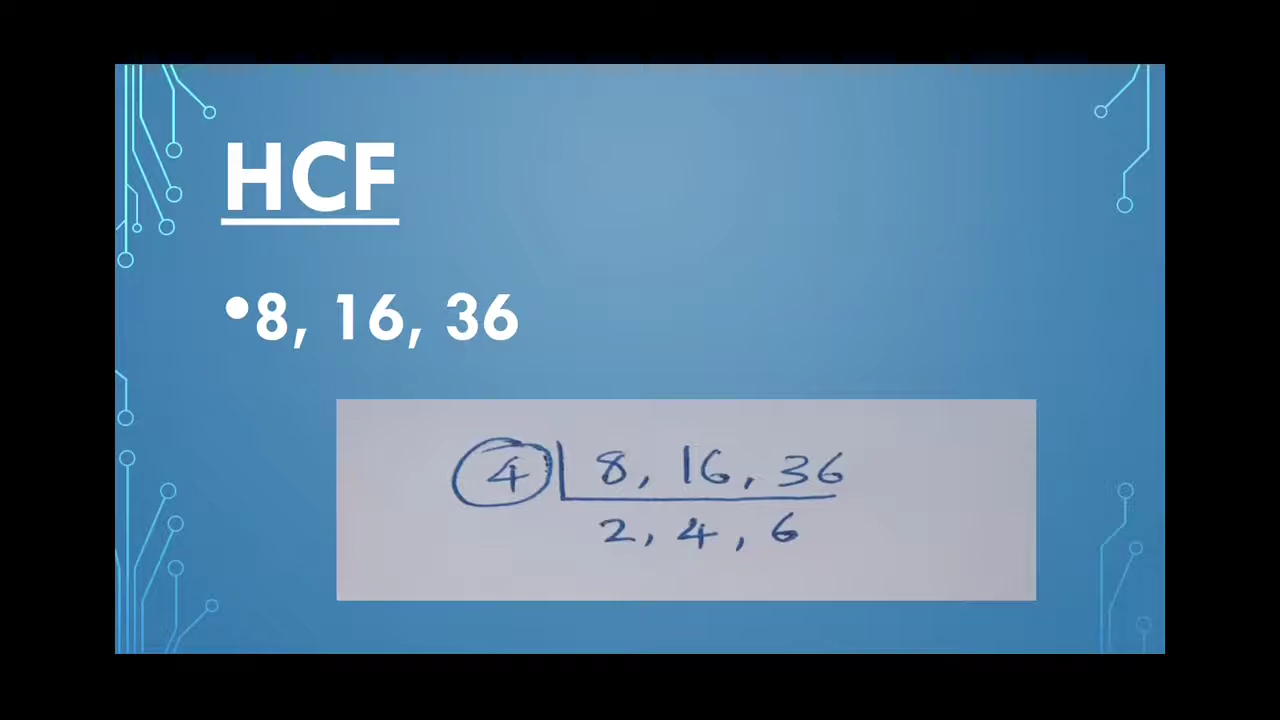 HCF
•8, 16, 36
4 | 8, 16, 36
2, 4, 6